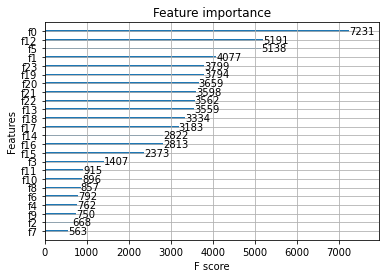 Feature importance
f0 7231
f12 5191
f5 5138
f1 4077
f23 3799
f19 3794
f20 3659
f21 3598
f22 3562
f13 3559
f18 3334
f17 3183
f14 2822
f16 2813
f15 2373
f3 1407
f11 915
f10 896
f8 857
f6 792
f4 762
f9 750
f2 668
f7 563
Features
0 1000 2000 3000 4000 5000 6000 7000
F score